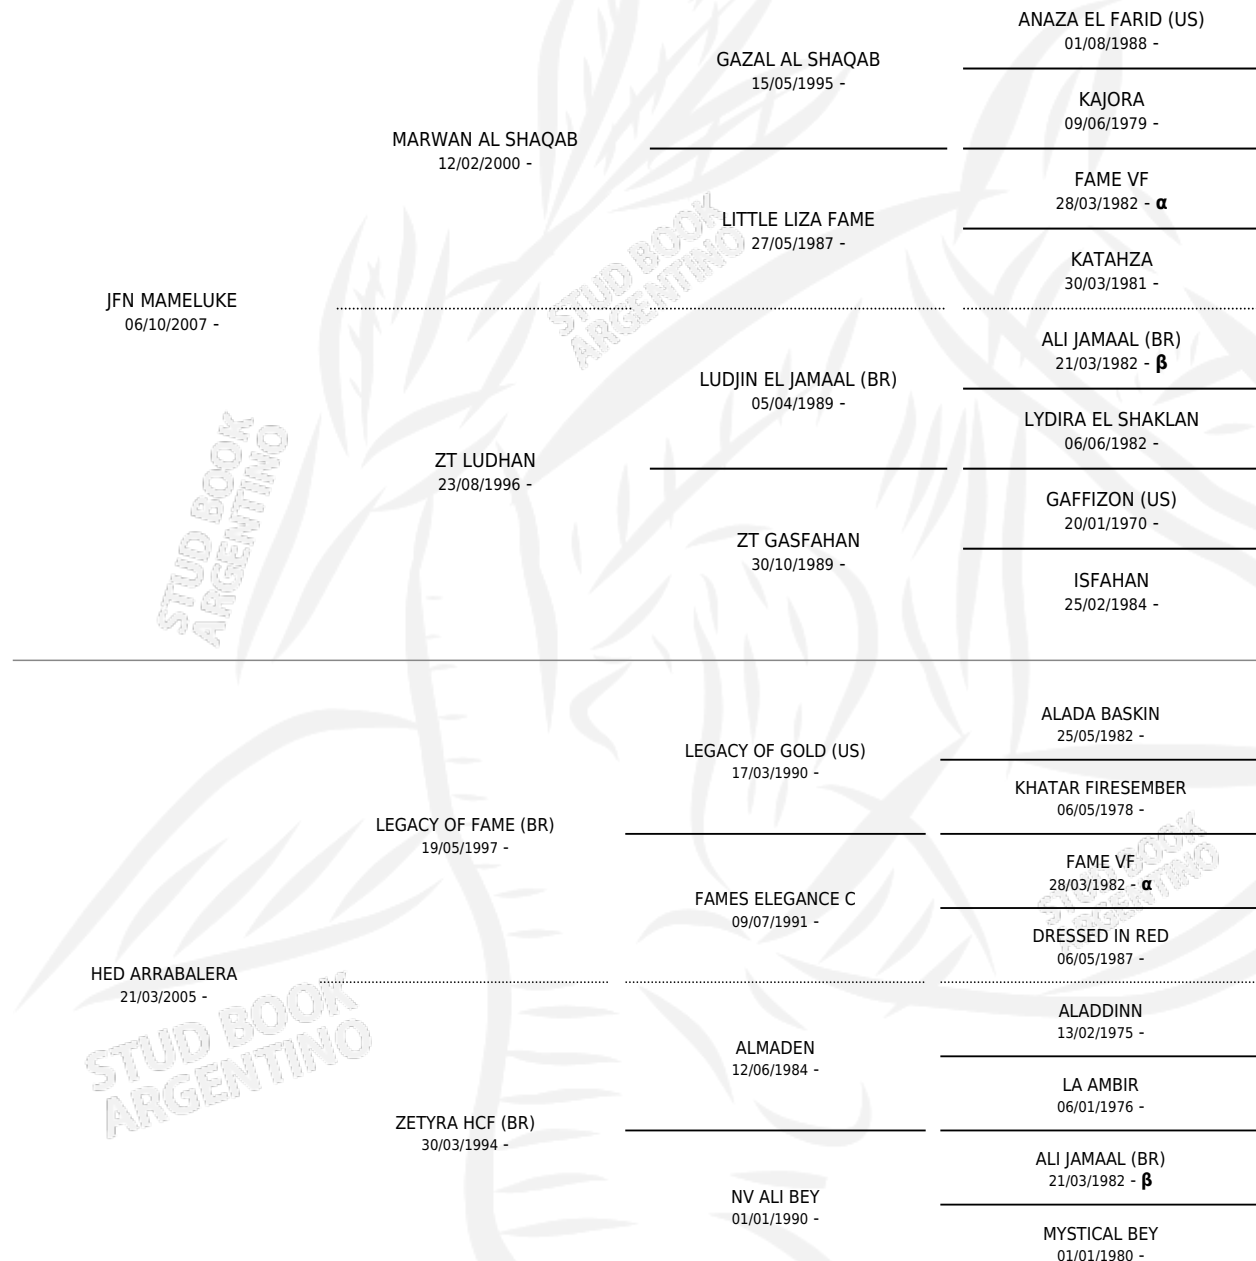 ANAZA EL FARID (US)
01/08/1988 -
GAZAL AL SHAQAB
15/05/1995 -
KAJORA
09/06/1979 -
MARWAN AL SHAQAB
12/02/2000 -
FAME VF
28/03/1982 - α
LITTLE LIZA FAME
27/05/1987 -
KATAHZA
30/03/1981 -
JFN MAMELUKE
06/10/2007 -
ALI JAMAAL (BR)
21/03/1982 - β
LUDJIN EL JAMAAL (BR)
05/04/1989 -
LYDIRA EL SHAKLAN
06/06/1982 -
ZT LUDHAN
23/08/1996 -
GAFFIZON (US)
20/01/1970 -
ZT GASFAHAN
30/10/1989 -
ISFAHAN
25/02/1984 -
STUD BOOK
ARGENTINO
STUD BOOK
ARGENTINO
ALADA BASKIN
25/05/1982 -
LEGACY OF GOLD (US)
17/03/1990 -
KHATAR FIRESEMBER
06/05/1978 -
LEGACY OF FAME (BR)
19/05/1997 -
FAME VF
28/03/1982 - α
FAMES ELEGANCE C
09/07/1991 -
DRESSED IN RED
06/05/1987 -
HED ARRABALERA
21/03/2005 -
ALADDINN
13/02/1975 -
ALMADEN
12/06/1984 -
LA AMBIR
06/01/1976 -
ZETYRA HCF (BR)
30/03/1994 -
ALI JAMAAL (BR)
21/03/1982 - β
NV ALI BEY
01/01/1990 -
MYSTICAL BEY
01/01/1980 -
STUD BOOK
ARGENTINO
STUD BOOK
ARGENTINO